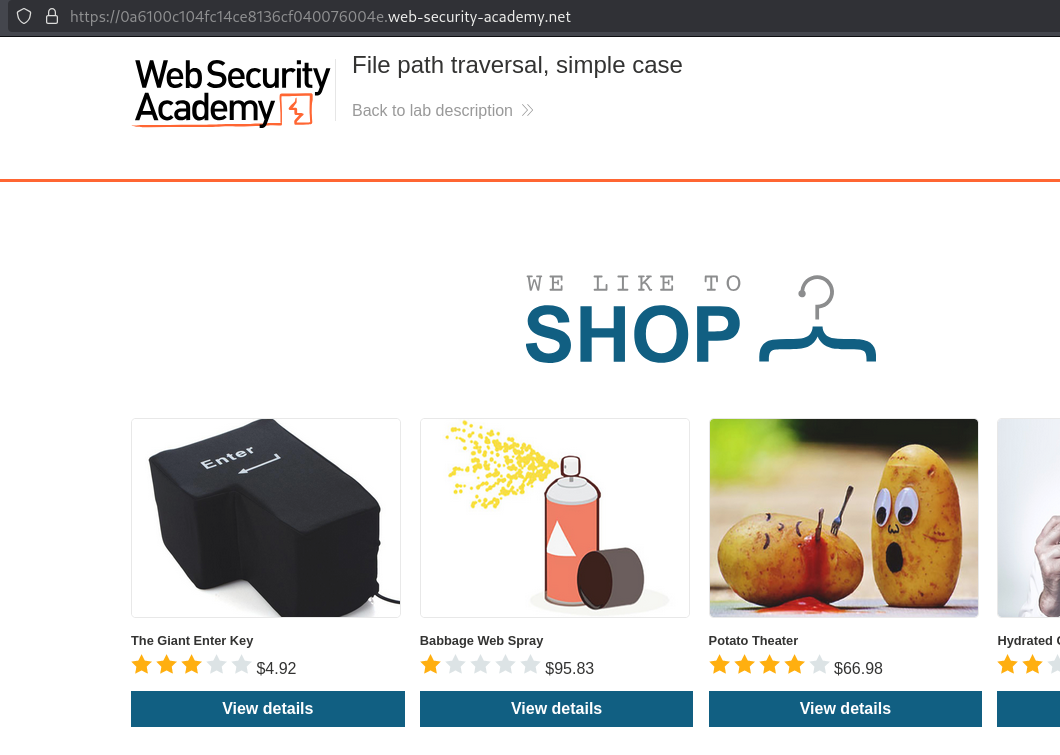 https://0a6100c104fc14ce8136cf040076004e.web-security-academy.net
Web Security
Academy
File path traversal, simple case
Back to lab description
WE LIKE TO
SHOP
Enter
The Giant Enter Key
Babbage Web Spray
Potato Theater
Hydrated
$4.92
$95.83
$66.98
View details
View details
View details